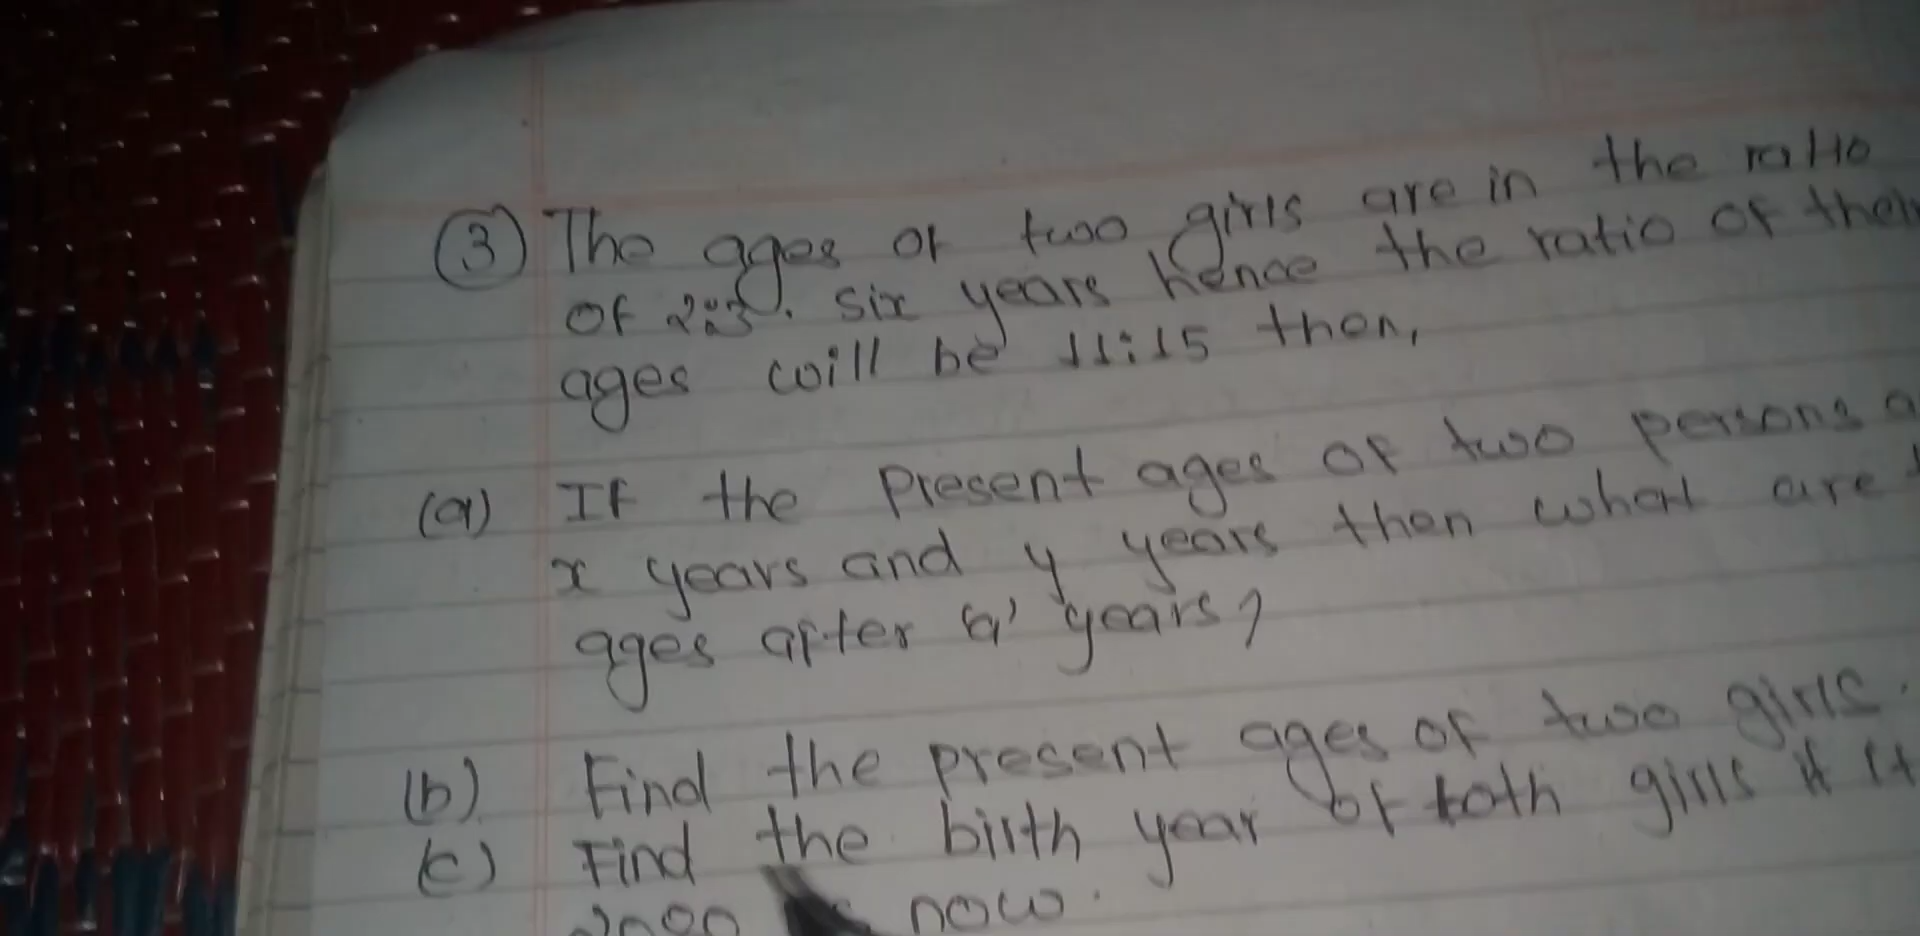 ③ The ages of two girls are in the ratio
of 2:3. six years hence the ratio of their
ages will be 11:15 then,
(a) If the present ages of two persons
x years and y years then what are
ages after 'a' years?
(b) Find the present ages of two girls.
(c) Find the birth year of both girls if it
now.